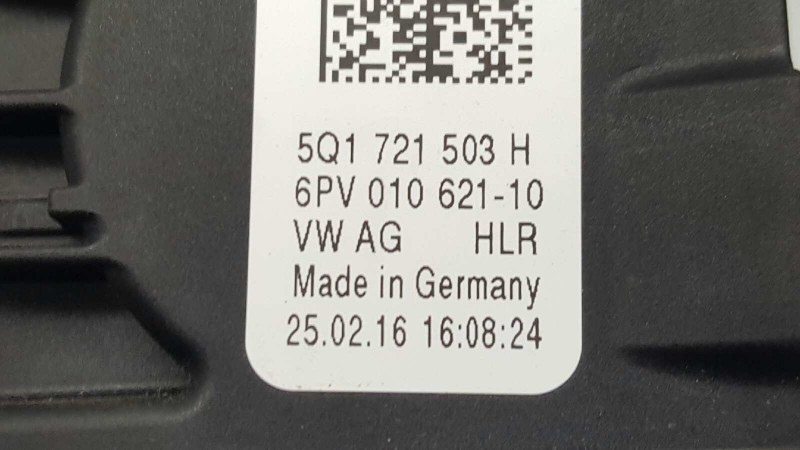 5Q1 721 503 H
6PV 010 621-10
VW AG HLR
Made in Germany
25.02.16 16:08:24